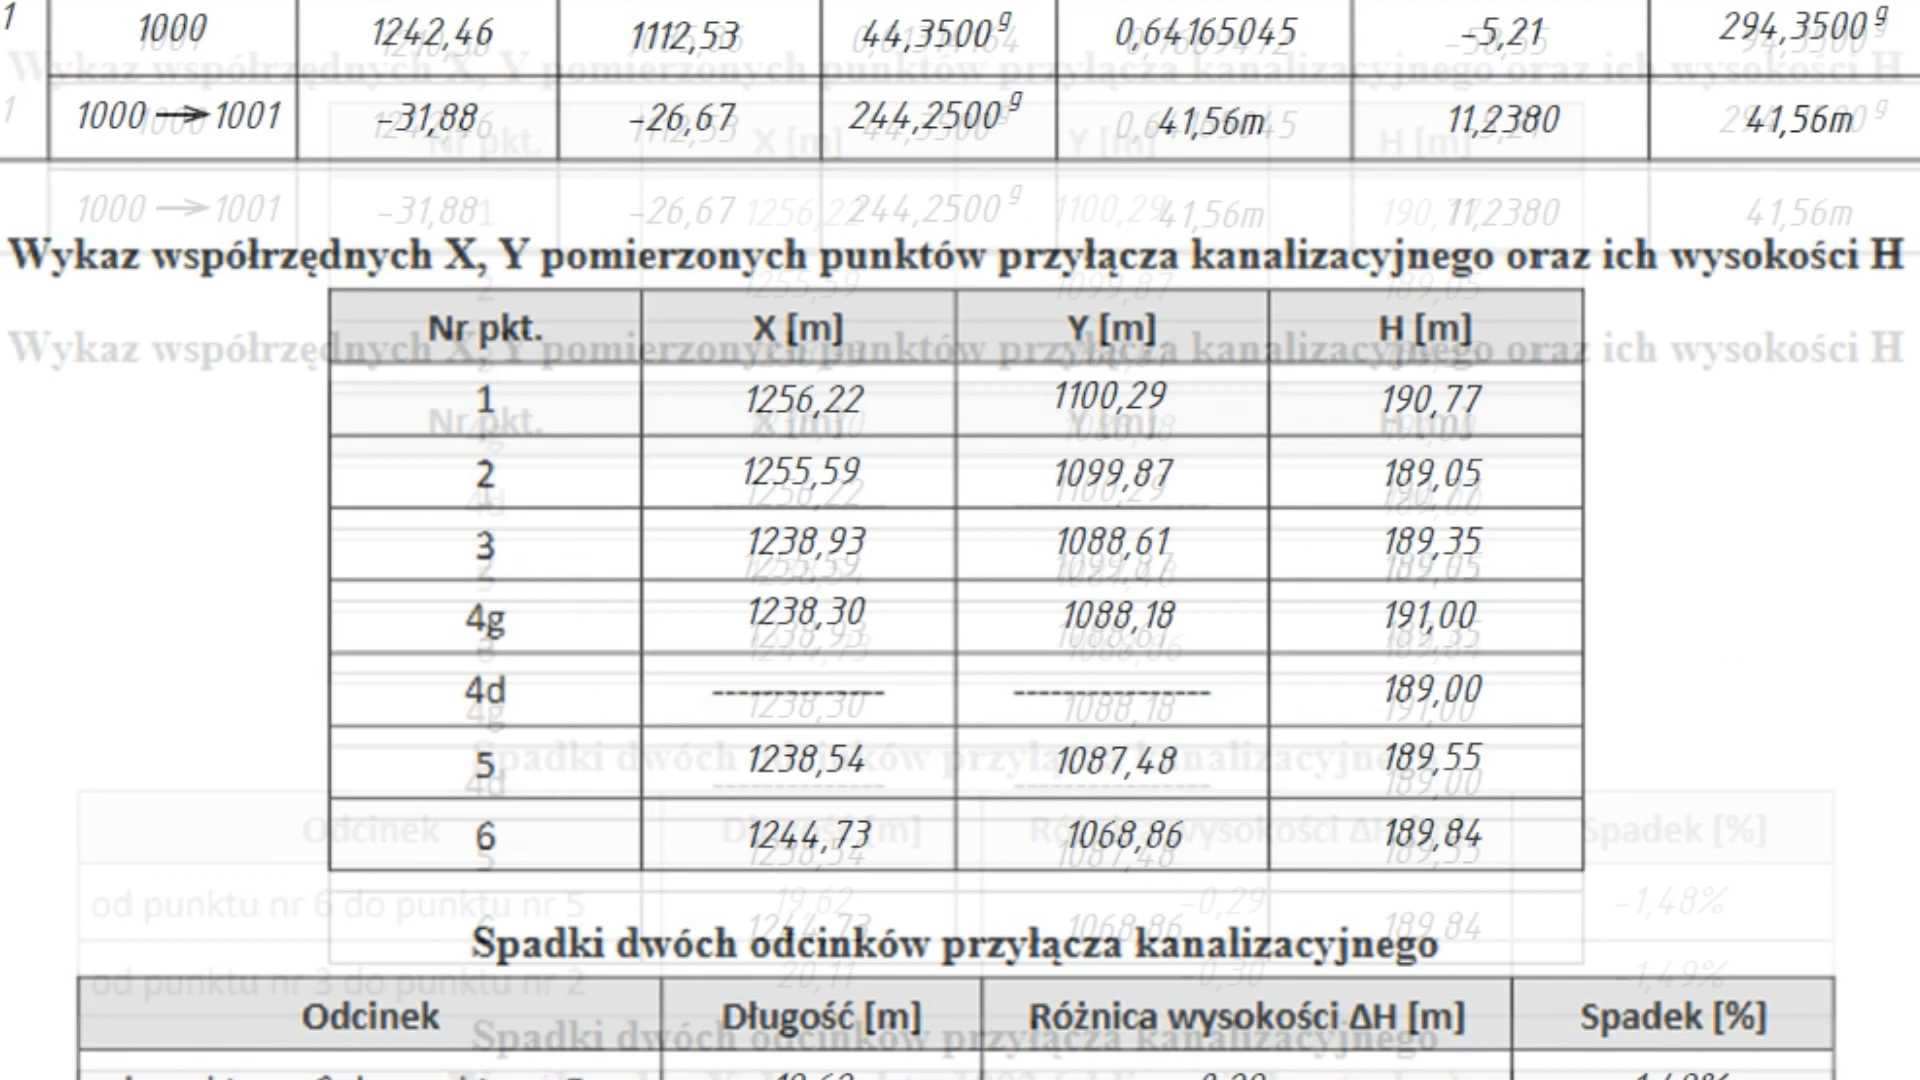 1 1000 1242,46 1112,53 44,3500g 0,64165045 -5,21 294,3500g
1 1000 → 1001 -31,88 -26,67 244,2500g 41,56m 11,2380 41,56m
Wykaz współrzędnych X, Y pomierzonych punktów przyłącza kanalizacyjnego oraz ich wysokości H
Nr pkt. X [m] Y [m] H [m]
1 1256,22 1100,29 190,77
2 1255,59 1099,87 189,05
3 1238,93 1088,61 189,35
4g 1238,30 1088,18 191,00
4d --------------- ----------------- 189,00
5 1238,54 1087,48 189,55
6 1244,73 1068,86 189,84
Spadki dwóch odcinków przyłącza kanalizacyjnego
Odcinek Długość [m] Różnica wysokości ΔH [m] Spadek [%]